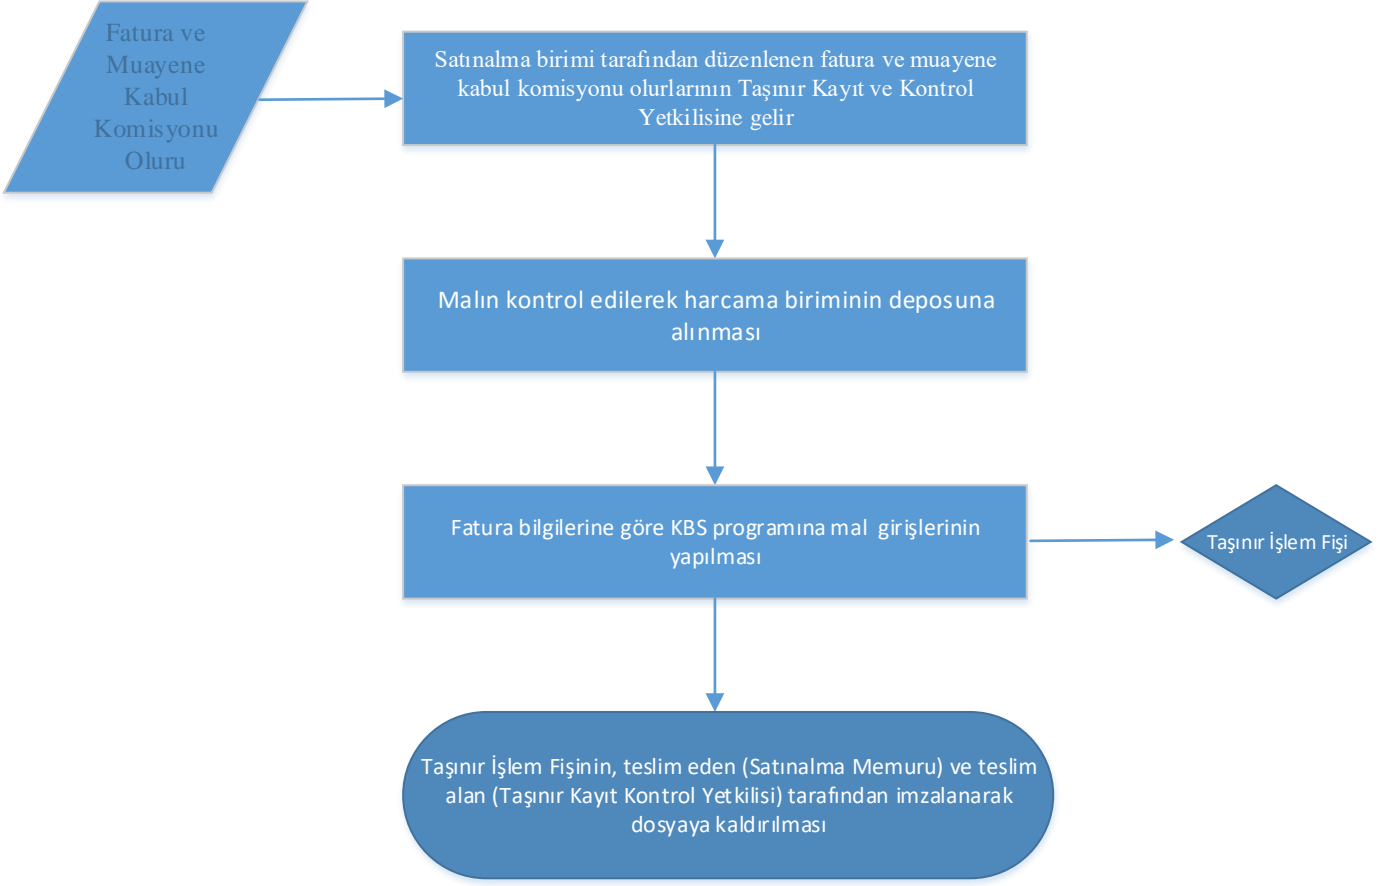 Fatura ve
Muayene
Kabul
Komisyonu
Oluru
Satınalma birimi tarafından düzenlenen fatura ve muayene
kabul komisyonu olurlarının Taşınır Kayıt ve Kontrol
Yetkilisine gelir
Malın kontrol edilerek harcama biriminin deposuna
alınması
Fatura bilgilerine göre KBS programına mal girişlerinin
yapılması
Taşınır İşlem Fişi
Taşınır İşlem Fişinin, teslim eden (Satınalma Memuru) ve teslim
alan (Taşınır Kayıt Kontrol Yetkilisi) tarafından imzalanarak
dosyaya kaldırılması